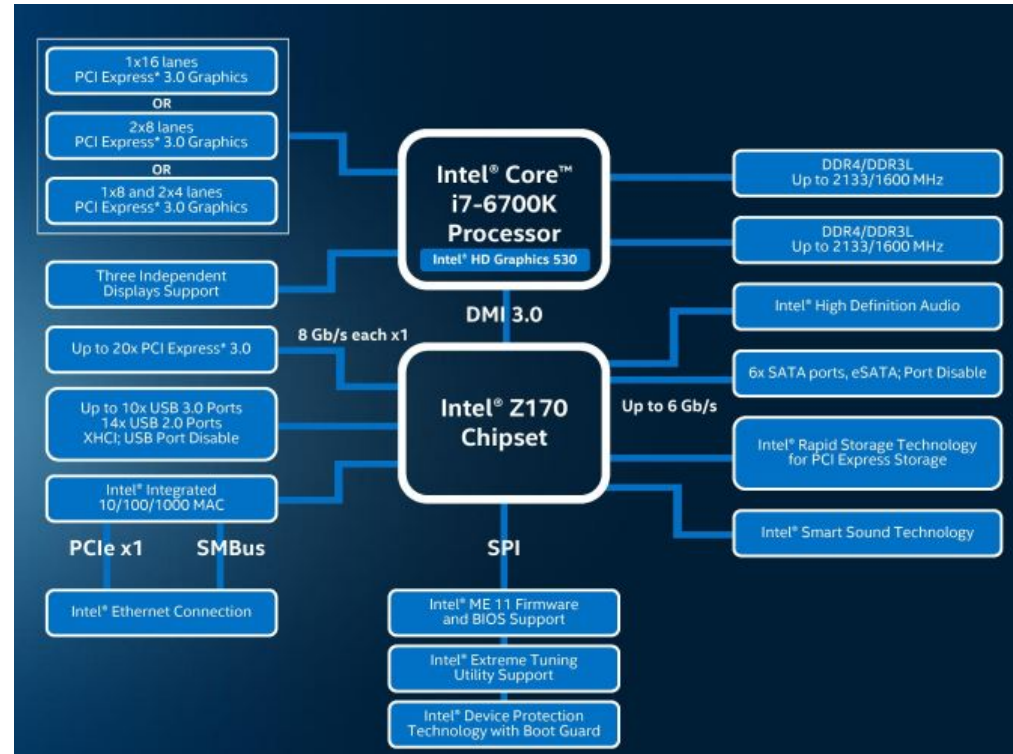 1x16 lanes
PCI Express* 3.0 Graphics
OR
2x8 lanes
PCI Express* 3.0 Graphics
OR
1x8 and 2x4 lanes
PCI Express* 3.0 Graphics
Three Independent
Displays Support
Up to 20x PCI Express* 3.0
8 Gb/s each x1
Up to 10x USB 3.0 Ports
14x USB 2.0 Ports
XHCI; USB Port Disable
Intel® Integrated
10/100/1000 MAC
PCIe x1
SMBus
Intel® Ethernet Connection
Intel® Core™
i7-6700K
Processor
Intel® HD Graphics 530
DMI 3.0
Intel® Z170
Chipset
SPI
Intel® ME 11 Firmware
and BIOS Support
Intel® Extreme Tuning
Utility Support
Intel® Device Protection
Technology with Boot Guard
DDR4/DDR3L
Up to 2133/1600 MHz
DDR4/DDR3L
Up to 2133/1600 MHz
Intel® High Definition Audio
6x SATA ports, eSATA; Port Disable
Up to 6 Gb/s
Intel® Rapid Storage Technology
for PCI Express Storage
Intel® Smart Sound Technology